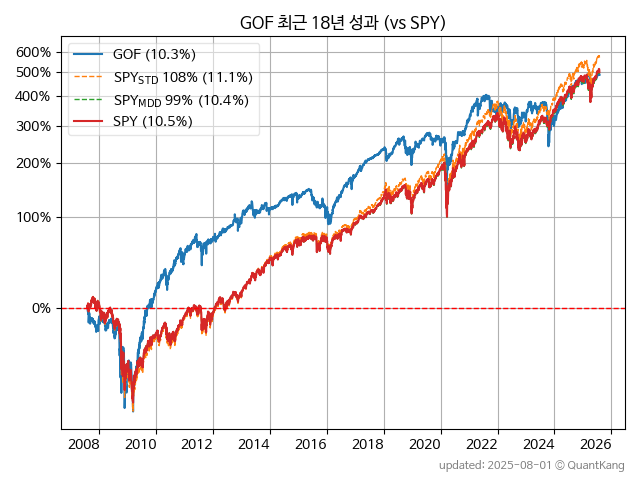 GOF 최근 18년 성과 (vs SPY)
GOF (10.3%)
SPY_STD 108% (11.1%)
SPY_MDD 99% (10.4%)
SPY (10.5%)
600%
500%
400%
300%
200%
100%
0%
2008 2010 2012 2014 2016 2018 2020 2022 2024 2026
updated: 2025-08-01 © QuantKang